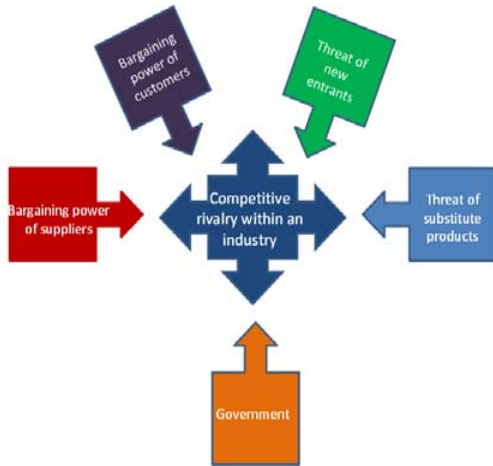 Bargaining
power of
customers
Threat of
new
entrants
Bargaining power
of suppliers
Competitive
rivalry within an
industry
Threat of
substitute
products
Government